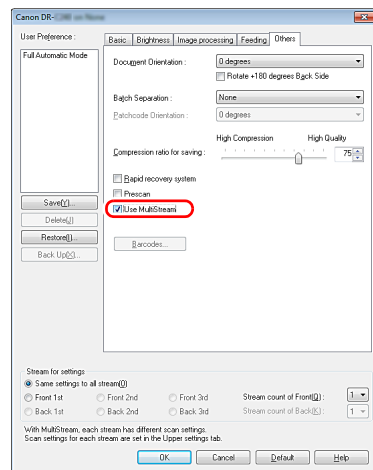 Canon DR-
User Preference :
Full Automatic Mode
Save(Y)...
Delete(J)
Restore(I)...
Back Up(X)...
Basic Brightness Image processing Feeding Others
Document Orientation : 0 degrees
Rotate +180 degrees Back Side
Batch Separation : None
Patchcode Orientation : 0 degrees
High Compression High Quality
Compression ratio for saving : 75
Rapid recovery system
Prescan
Use MultiStream
Barcodes...
Stream for settings
Same settings to all stream(0)
Front 1st Front 2nd Front 3rd Stream count of Front(Q) : 1
Back 1st Back 2nd Back 3rd Stream count of Back(K) : 1
With MultiStream, each stream has different scan settings.
Scan settings for each stream are set in the Upper settings tab.
OK Cancel Default Help